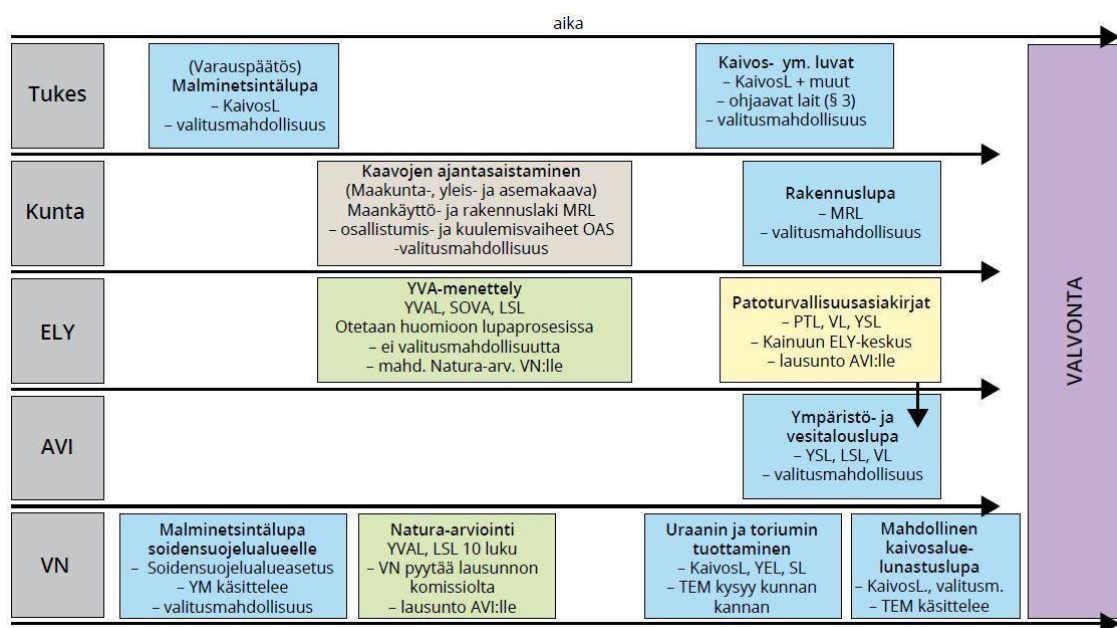 aika
Tukes
(Varauspäätös)
Malminetsintälupa
– KaivosL
– valitusmahdollisuus
Kaivos- ym. luvat
– KaivosL + muut
– ohjaavat lait (§ 3)
– valitusmahdollisuus
Kunta
Kaavojen ajantasaistaminen
(Maakunta-, yleis- ja asemakaava)
Maankäyttö- ja rakennuslaki MRL
– osallistumis- ja kuulemisvaiheet OAS
-valitusmahdollisuus
Rakennuslupa
– MRL
– valitusmahdollisuus
ELY
YVA-menettely
YVAL, SOVA, LSL
Otetaan huomioon lupaprosesissa
– ei valitusmahdollisuutta
– mahd. Natura-arv. VN:lle
Patoturvallisuusasiakirjat
– PTL, VL, YSL
– Kainuun ELY-keskus
– lausunto AVI:lle
AVI
Ympäristö- ja
vesitalouslupa
– YSL, LSL, VL
– valitusmahdollisuus
VN
Malminetsintälupa
soidensuojelualueelle
– Soidensuojelualueasetus
– YM käsittelee
– valitusmahdollisuus
Natura-arviointi
YVAL, LSL 10 luku
– VN pyytää lausunnon
komissiolta
– lausunto AVI:lle
Uraanin ja toriumin
tuottaminen
– KaivosL, YEL, SL
– TEM kysyy kunnan
kannan
Mahdollinen
kaivosalue-
lunastuslupa
– KaivosL., valitusm.
– TEM käsittelee
VALVONTA